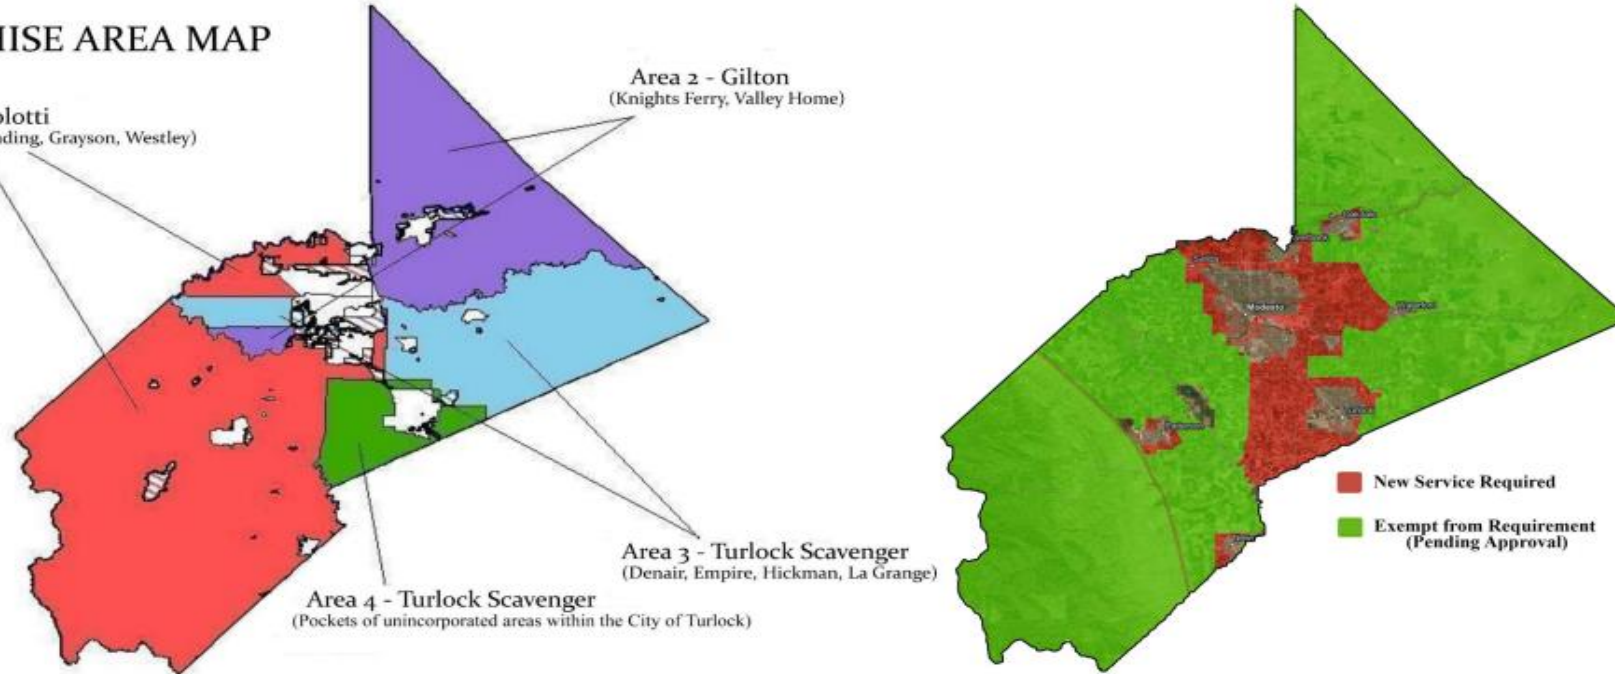 IISE AREA MAP
olotti
ding, Grayson, Westley)
Area 2 - Gilton
(Knights Ferry, Valley Home)
Area 3 - Turlock Scavenger
(Denair, Empire, Hickman, La Grange)
Area 4 - Turlock Scavenger
(Pockets of unincorporated areas within the City of Turlock)
Modesto
New Service Required
Exempt from Requirement
(Pending Approval)